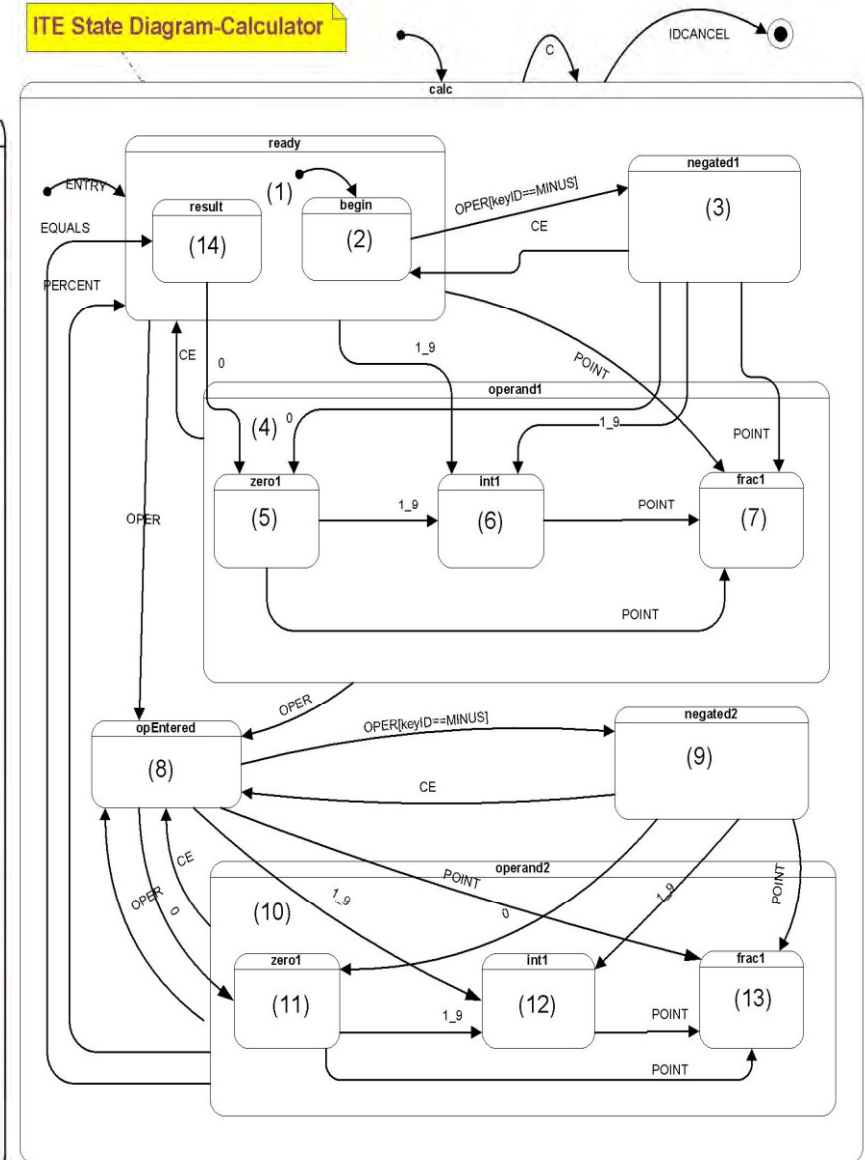 ITE State Diagram-Calculator
IDCANCEL
C
calc
ready
ENTRY
(1)
result
(14)
begin
(2)
OPER[keyID==MINUS]
negated1
(3)
CE
EQUALS
PERCENT
CE
0
1_9
POINT
operand1
(4)
0
1_9
POINT
zero1
(5)
1_9
int1
(6)
POINT
frac1
(7)
POINT
OPER
OPER
opEntered
(8)
OPER[keyID==MINUS]
negated2
(9)
CE
operand2
CE
OPER
0
1_9
POINT
0
1_9
POINT
(10)
zero1
(11)
1_9
int1
(12)
POINT
frac1
(13)
POINT